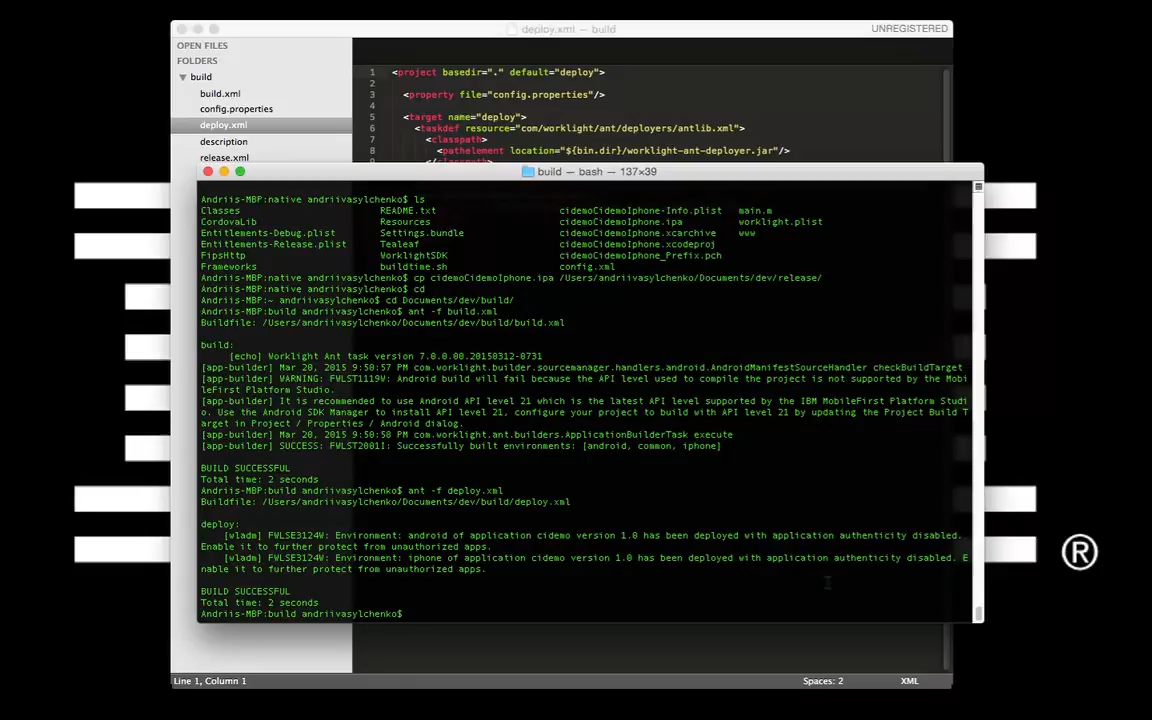 deploy.xml — build
UNREGISTERED
OPEN FILES
FOLDERS
build
build.xml
config.properties
deploy.xml
description
release.xml
1 <project basedir="." default="deploy">
2
3 <property file="config.properties"/>
4
5 <target name="deploy">
6 <taskdef resource="com/worklight/ant/deployers/antlib.xml">
7 <classpath>
8 <pathelement location="${bin.dir}/worklight-ant-deployer.jar"/>
9 </classpath>
build — bash — 137×39
Andriis-MBP:native andriivasylchenko$ ls
Classes README.txt cidemoCidemoIphone-Info.plist main.m
CordovaLib Resources cidemoCidemoIphone.ipa worklight.plist
Entitlements-Debug.plist Settings.bundle cidemoCidemoIphone.xcarchive www
Entitlements-Release.plist Tealeaf cidemoCidemoIphone.xcodeproj
FipsHttp WorklightSDK cidemoCidemoIphone_Prefix.pch
Frameworks buildtime.sh config.xml
Andriis-MBP:native andriivasylchenko$ cp cidemoCidemoIphone.ipa /Users/andriivasylchenko/Documents/dev/release/
Andriis-MBP:native andriivasylchenko$ cd
Andriis-MBP:~ andriivasylchenko$ cd Documents/dev/build/
Andriis-MBP:build andriivasylchenko$ ant -f build.xml
Buildfile: /Users/andriivasylchenko/Documents/dev/build/build.xml
build:
[echo] Worklight Ant task version 7.0.0.00.20150312-0731
[app-builder] Mar 20, 2015 9:50:57 PM com.worklight.builder.sourcemanager.handlers.android.AndroidManifestSourceHandler checkBuildTarget
[app-builder] WARNING: FWLST1119W: Android build will fail because the API level used to compile the project is not supported by the Mobi
leFirst Platform Studio.
[app-builder] It is recommended to use Android API level 21 which is the latest API level supported by the IBM MobileFirst Platform Studi
o. Use the Android SDK Manager to install API level 21, configure your project to build with API level 21 by updating the Project Build T
arget in Project / Properties / Android dialog.
[app-builder] Mar 20, 2015 9:50:58 PM com.worklight.ant.builders.ApplicationBuilderTask execute
[app-builder] SUCCESS: FWLST2001I: Successfully built environments: [android, common, iphone]
BUILD SUCCESSFUL
Total time: 2 seconds
Andriis-MBP:build andriivasylchenko$ ant -f deploy.xml
Buildfile: /Users/andriivasylchenko/Documents/dev/build/deploy.xml
deploy:
[wladm] FWLSE3124W: Environment: android of application cidemo version 1.0 has been deployed with application authenticity disabled.
Enable it to further protect from unauthorized apps.
[wladm] FWLSE3124W: Environment: iphone of application cidemo version 1.0 has been deployed with application authenticity disabled. E
nable it to further protect from unauthorized apps.
BUILD SUCCESSFUL
Total time: 2 seconds
Andriis-MBP:build andriivasylchenko$
®
Line 1, Column 1
Spaces: 2
XML